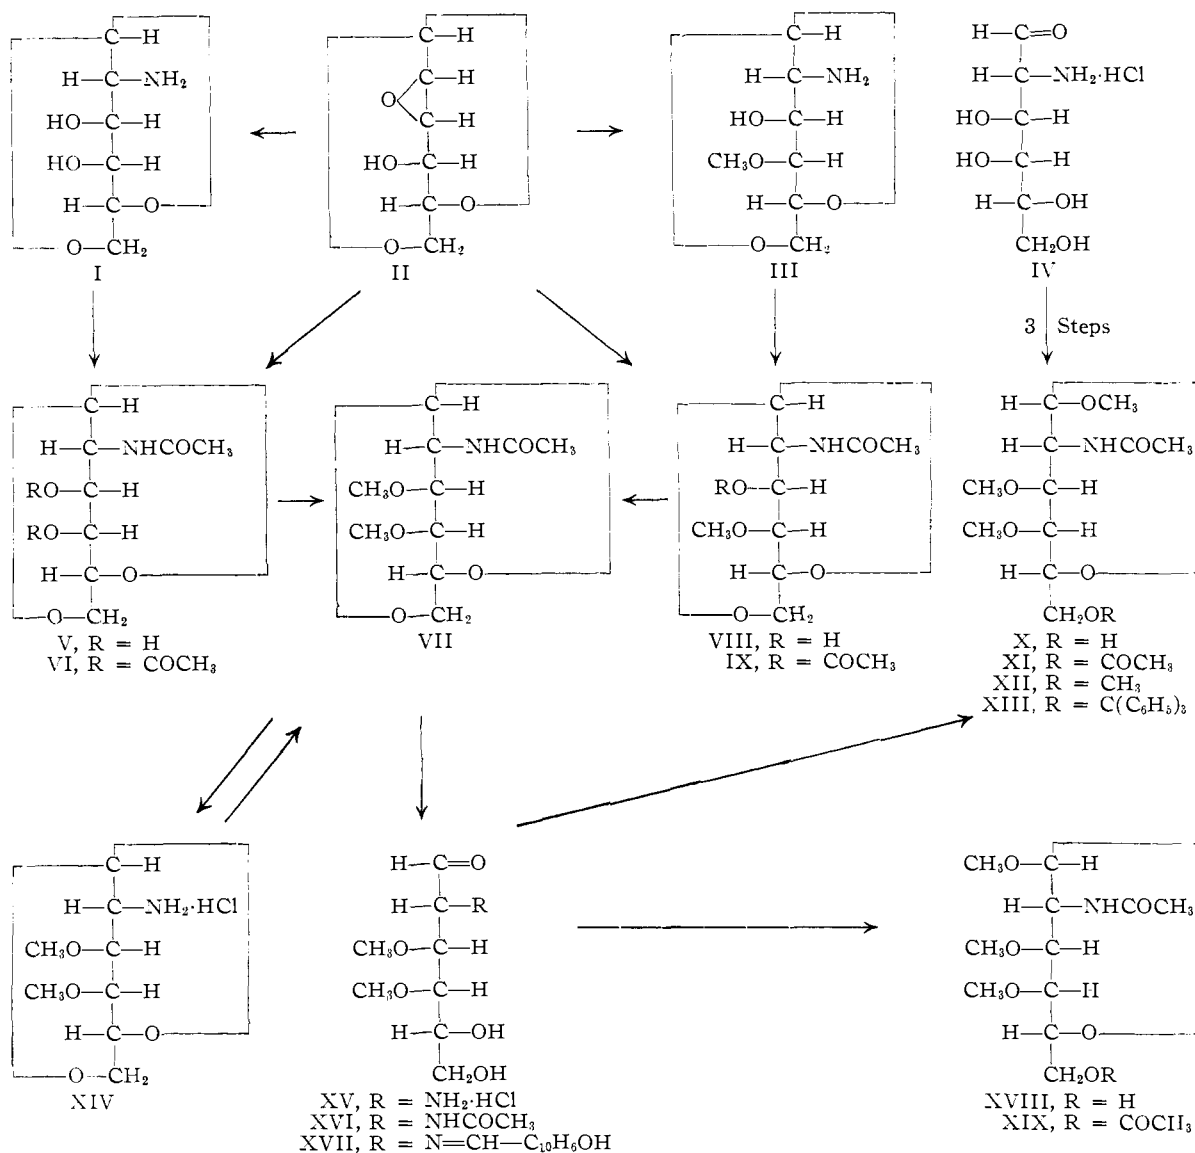 C—H
H—C—NH₂
HO—C—H
HO—C—H
H—C—O
O—CH₂
I
C—H
C—H
O
C—H
HO—C—H
H—C—O
O—CH₂
II
C—H
H—C—NH₂
HO—C—H
CH₃O—C—H
H—C—O
O—CH₂
III
H—C=O
H—C—NH₂·HCl
HO—C—H
HO—C—H
H—C—OH
CH₂OH
IV
3 Steps
C—H
H—C—NHCOCH₃
RO—C—H
RO—C—H
H—C—O
O—CH₂
V, R = H
VI, R = COCH₃
C—H
H—C—NHCOCH₃
CH₃O—C—H
CH₃O—C—H
H—C—O
O—CH₂
VII
C—H
H—C—NHCOCH₃
RO—C—H
CH₃O—C—H
H—C—O
O—CH₂
VIII, R = H
IX, R = COCH₃
H—C—OCH₃
H—C—NHCOCH₃
CH₃O—C—H
CH₃O—C—H
H—C—O
CH₂OR
X, R = H
XI, R = COCH₃
XII, R = CH₃
XIII, R = C(C₆H₅)₃
C—H
H—C—NH₂·HCl
CH₃O—C—H
CH₃O—C—H
H—C—O
O—CH₂
XIV
H—C=O
H—C—R
CH₃O—C—H
CH₃O—C—H
H—C—OH
CH₂OH
XV, R = NH₂·HCl
XVI, R = NHCOCH₃
XVII, R = N=CH—C₁₀H₆OH
CH₃O—C—H
H—C—NHCOCH₃
CH₃O—C—H
CH₃O—C—H
H—C—O
CH₂OR
XVIII, R = H
XIX, R = COCH₃